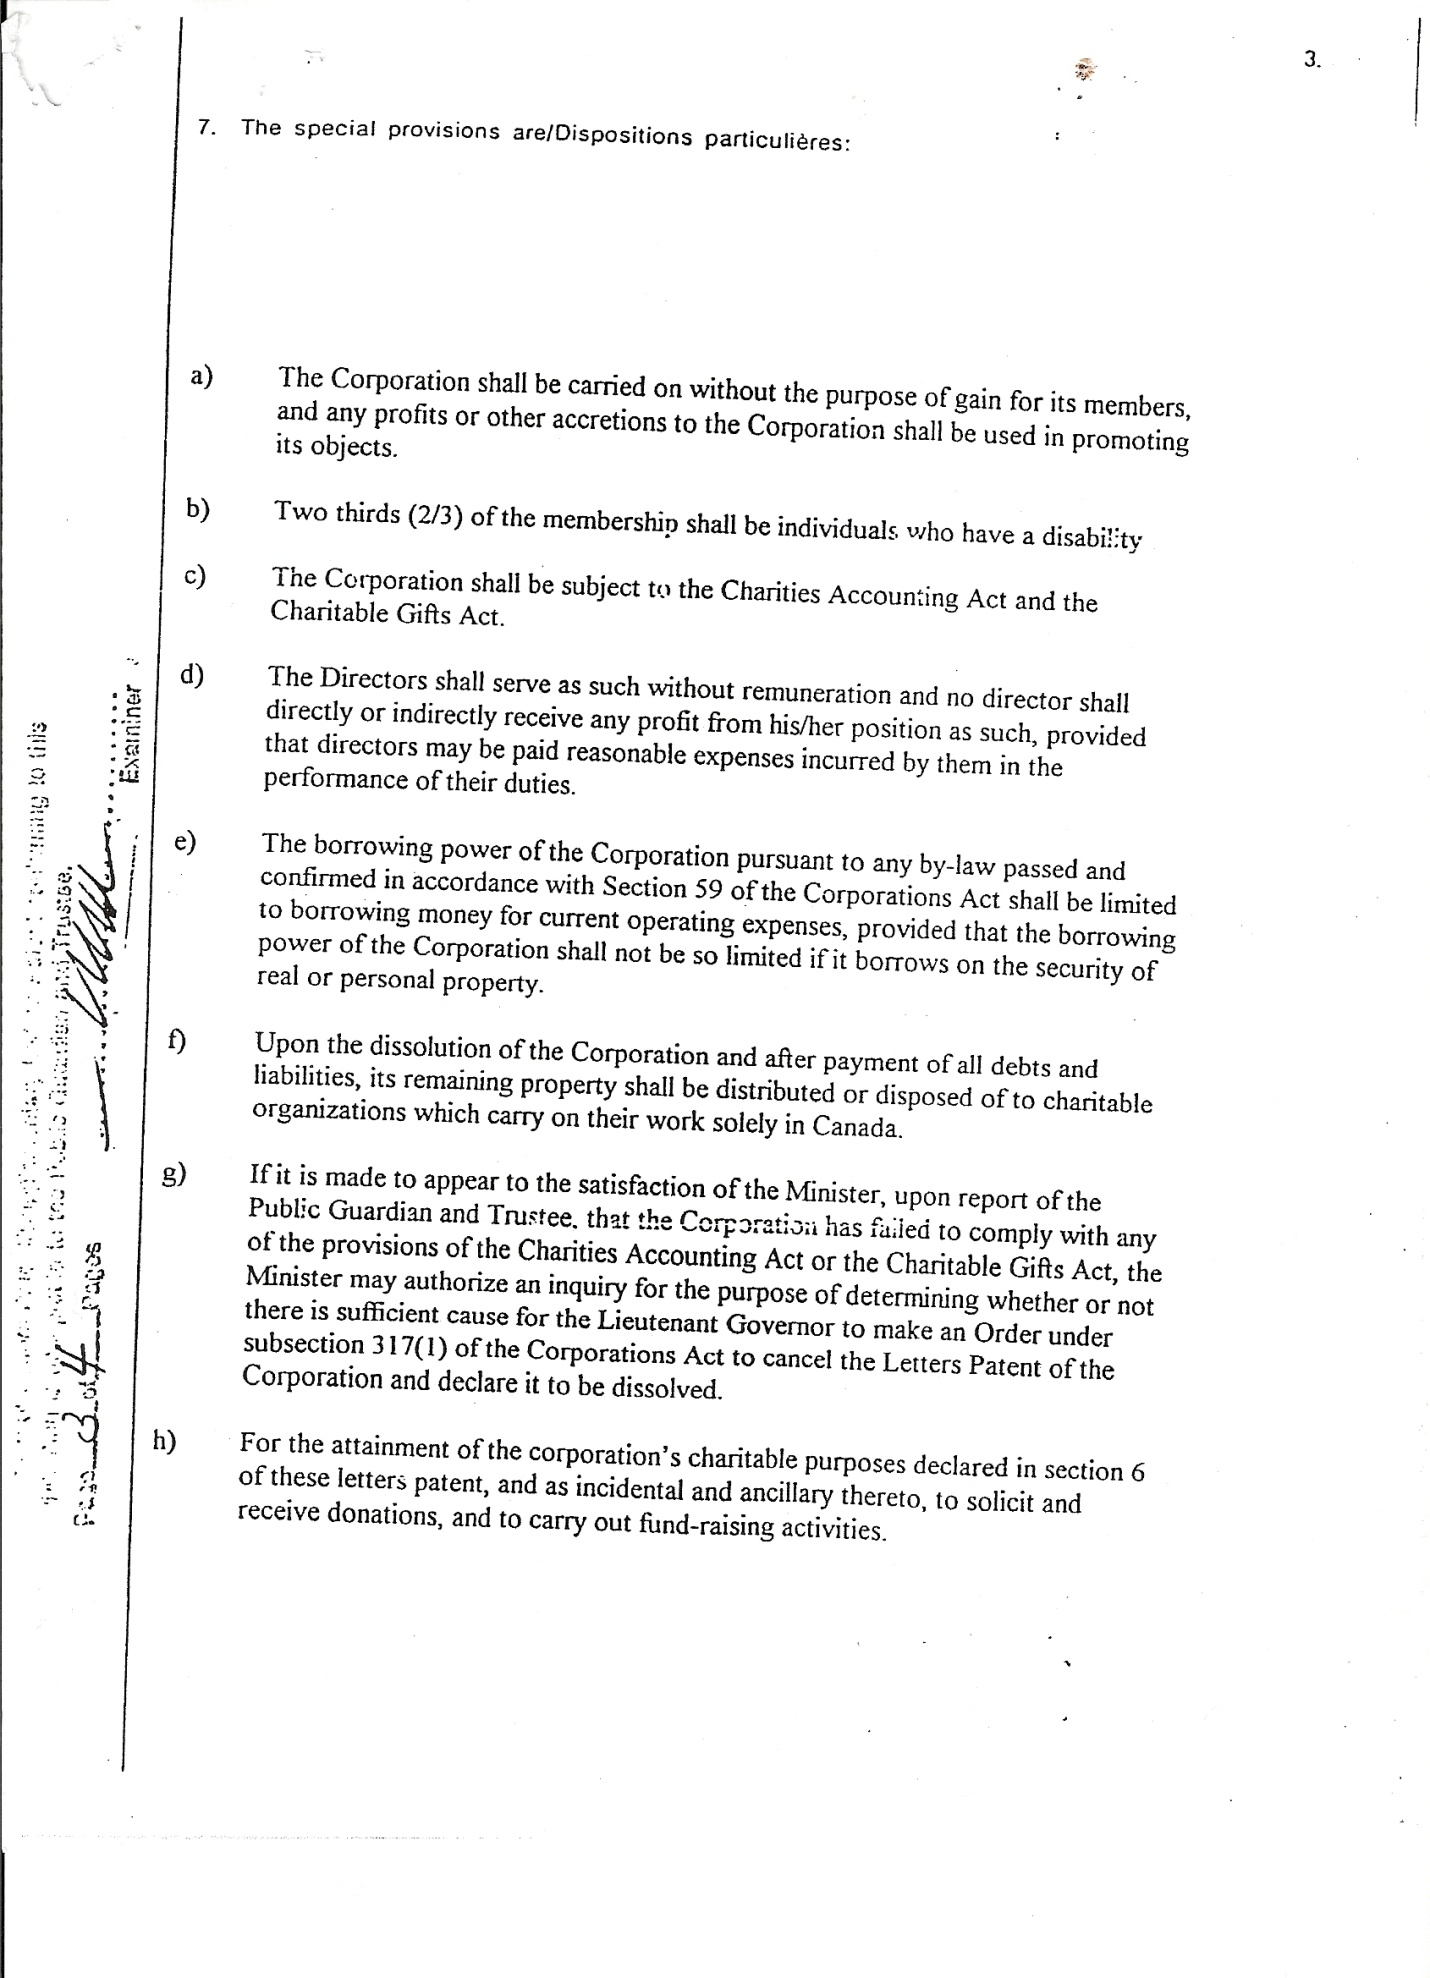 3.
7. The special provisions are/Dispositions particulières:
a) The Corporation shall be carried on without the purpose of gain for its members,
and any profits or other accretions to the Corporation shall be used in promoting
its objects.
b) Two thirds (2/3) of the membership shall be individuals who have a disability
c) The Corporation shall be subject to the Charities Accounting Act and the
Charitable Gifts Act.
d) The Directors shall serve as such without remuneration and no director shall
directly or indirectly receive any profit from his/her position as such, provided
that directors may be paid reasonable expenses incurred by them in the
performance of their duties.
e) The borrowing power of the Corporation pursuant to any by-law passed and
confirmed in accordance with Section 59 of the Corporations Act shall be limited
to borrowing money for current operating expenses, provided that the borrowing
power of the Corporation shall not be so limited if it borrows on the security of
real or personal property.
f) Upon the dissolution of the Corporation and after payment of all debts and
liabilities, its remaining property shall be distributed or disposed of to charitable
organizations which carry on their work solely in Canada.
g) If it is made to appear to the satisfaction of the Minister, upon report of the
Public Guardian and Trustee, that the Corporation has failed to comply with any
of the provisions of the Charities Accounting Act or the Charitable Gifts Act, the
Minister may authorize an inquiry for the purpose of determining whether or not
there is sufficient cause for the Lieutenant Governor to make an Order under
subsection 317(1) of the Corporations Act to cancel the Letters Patent of the
Corporation and declare it to be dissolved.
h) For the attainment of the corporation's charitable purposes declared in section 6
of these letters patent, and as incidental and ancillary thereto, to solicit and
receive donations, and to carry out fund-raising activities.
to this
Public Guardian and Trustee.
Page 3 of 4 Pages
Examiner